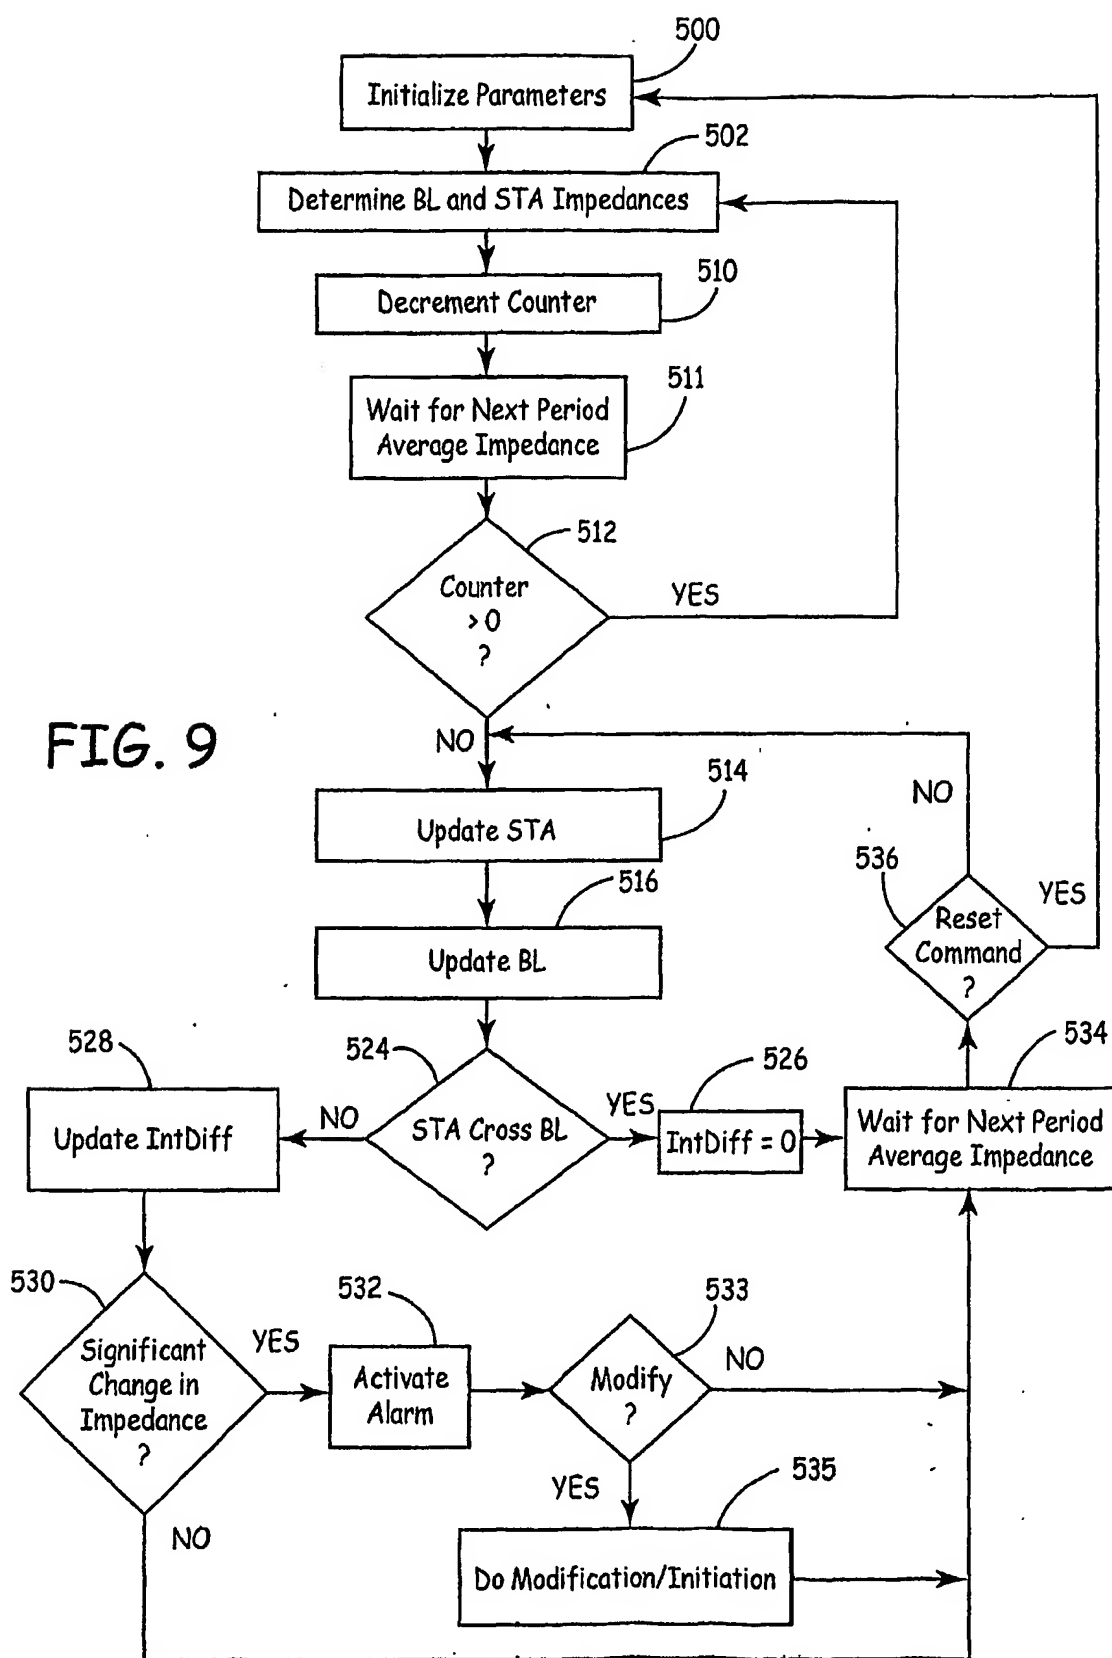 500
Initialize Parameters
502
Determine BL and STA Impedances
510
Decrement Counter
511
Wait for Next Period
Average Impedance
512
Counter
> 0
?
YES
FIG. 9
NO
514
Update STA
516
Update BL
NO
536
YES
Reset
Command
?
528
Update IntDiff
NO
524
STA Cross BL
?
YES
526
IntDiff = 0
534
Wait for Next Period
Average Impedance
530
Significant
Change in
Impedance
?
YES
532
Activate
Alarm
533
Modify
?
NO
YES
535
Do Modification/Initiation
NO